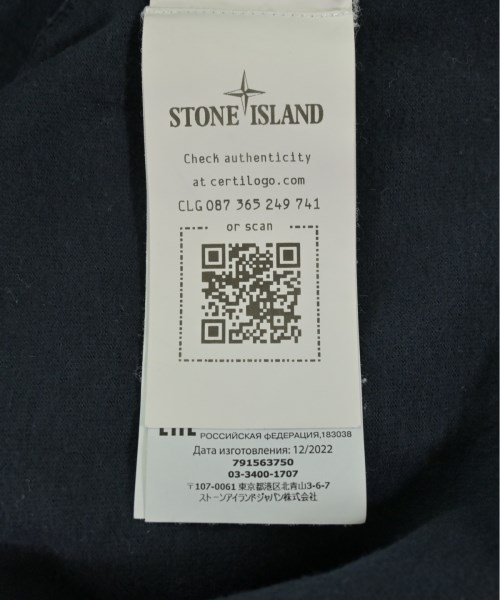 STONE ISLAND
Check authenticity
at certilogo.com
CLG 087 365 249 741
or scan
EAC
РОССИЙСКАЯ ФЕДЕРАЦИЯ,183038
Дата изготовления: 12/2022
791563750
03-3400-1707
〒107-0061 東京都港区北青山3-6-7
ストーンアイランドジャパン株式会社